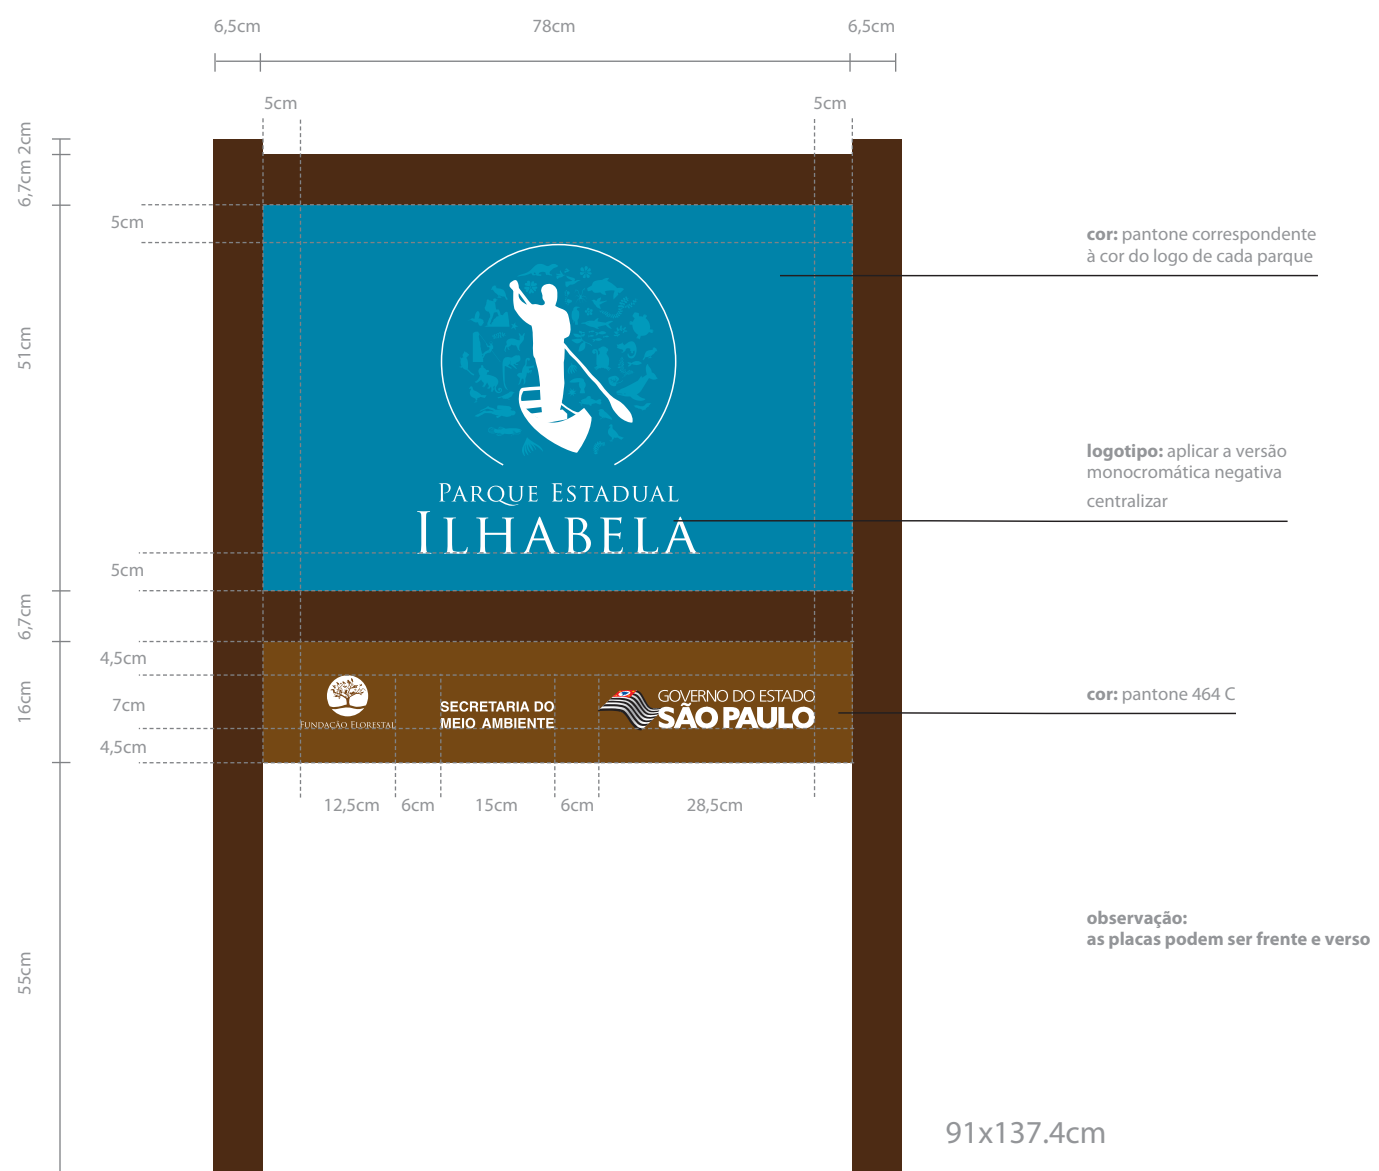 6,5cm
78cm
6,5cm
5cm
5cm
2cm
6,7cm
5cm
51cm
5cm
6,7cm
4,5cm
16cm
7cm
4,5cm
55cm
PARQUE ESTADUAL
ILHABELA
FUNDAÇÃO FLORESTAL
SECRETARIA DO
MEIO AMBIENTE
GOVERNO DO ESTADO
SÃO PAULO
12,5cm
6cm
15cm
6cm
28,5cm
cor: pantone correspondente
à cor do logo de cada parque
logotipo: aplicar a versão
monocromática negativa
centralizar
cor: pantone 464 C
observação:
as placas podem ser frente e verso
91x137.4cm